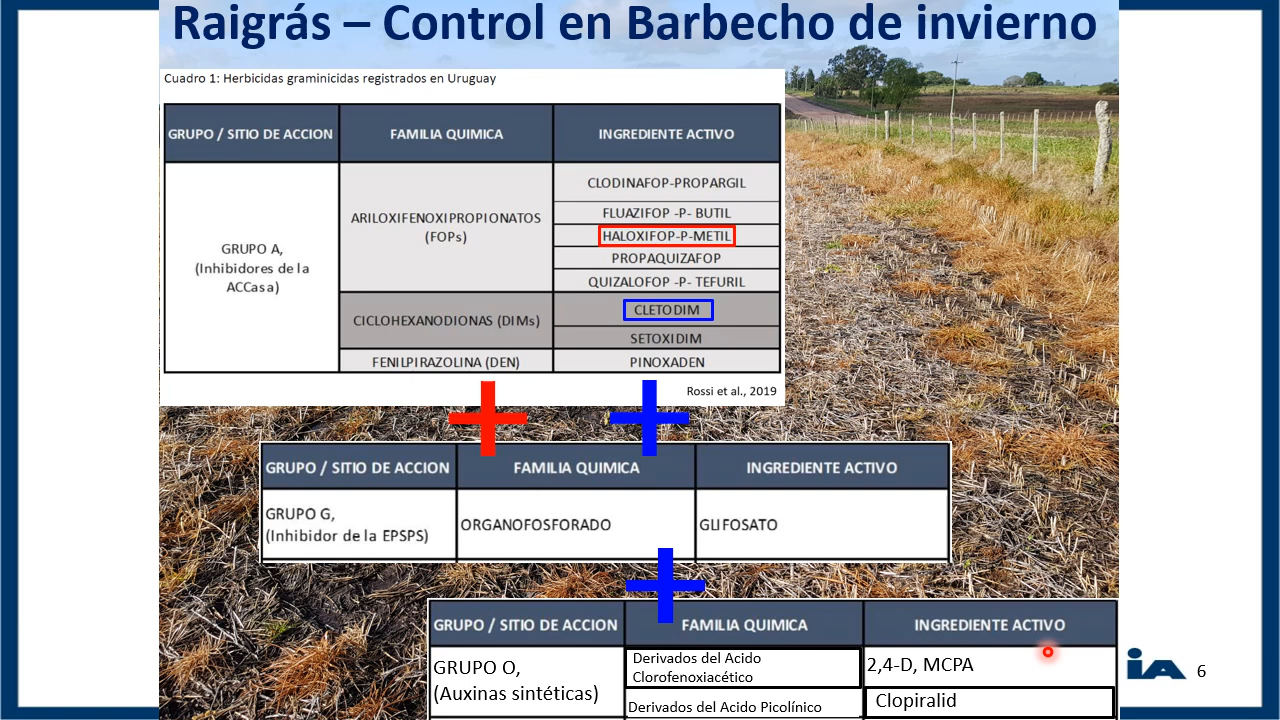 Raigrás – Control en Barbecho de invierno
Cuadro 1: Herbicidas graminicidas registrados en Uruguay
GRUPO / SITIO DE ACCION
FAMILIA QUIMICA
INGREDIENTE ACTIVO
GRUPO A,
(Inhibidores de la
ACCasa)
ARILOXIFENOXIPROPIONATOS
(FOPs)
CLODINAFOP-PROPARGIL
FLUAZIFOP -P- BUTIL
HALOXIFOP-P-METIL
PROPAQUIZAFOP
QUIZALOFOP -P- TEFURIL
CICLOHEXANODIONAS (DIMs)
CLETODIM
SETOXIDIM
FENILPIRAZOLINA (DEN)
PINOXADEN
Rossi et al., 2019
GRUPO / SITIO DE ACCION
FAMILIA QUIMICA
INGREDIENTE ACTIVO
GRUPO G,
(Inhibidor de la EPSPS)
ORGANOFOSFORADO
GLIFOSATO
GRUPO / SITIO DE ACCION
FAMILIA QUIMICA
INGREDIENTE ACTIVO
GRUPO O,
(Auxinas sintéticas)
Derivados del Acido
Clorofenoxiacético
2,4-D, MCPA
Derivados del Acido Picolínico
Clopiralid
iA
6